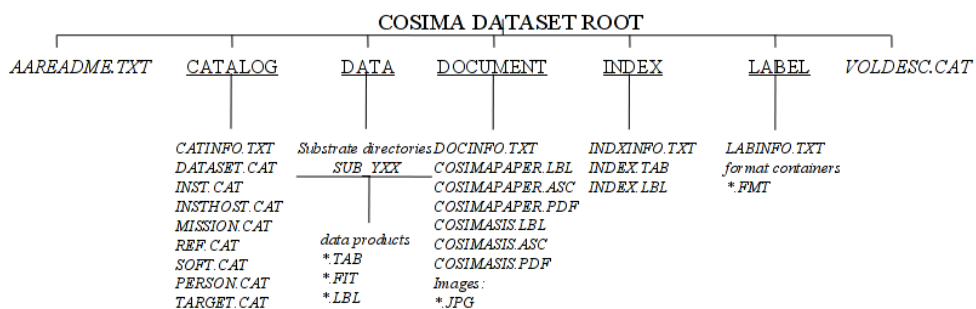 COSIMA DATASET ROOT
AAREADME.TXT
CATALOG
DATA
DOCUMENT
INDEX
LABEL
VOLDESC.CAT
CATINFO.TXT
DATASET.CAT
INST.CAT
INSTHOST.CAT
MISSION.CAT
REF.CAT
SOFT.CAT
PERSON.CAT
TARGET.CAT
Substrate directories
SUB_YXX
data products
*.TAB
*.FIT
*.LBL
DOCINFO.TXT
COSIMAPAPER.LBL
COSIMAPAPER.ASC
COSIMAPAPER.PDF
COSIMASIS.LBL
COSIMASIS.ASC
COSIMASIS.PDF
Images:
*.JPG
INDXINFO.TXT
INDEX.TAB
INDEX.LBL
LABINFO.TXT
format containers
*.FMT